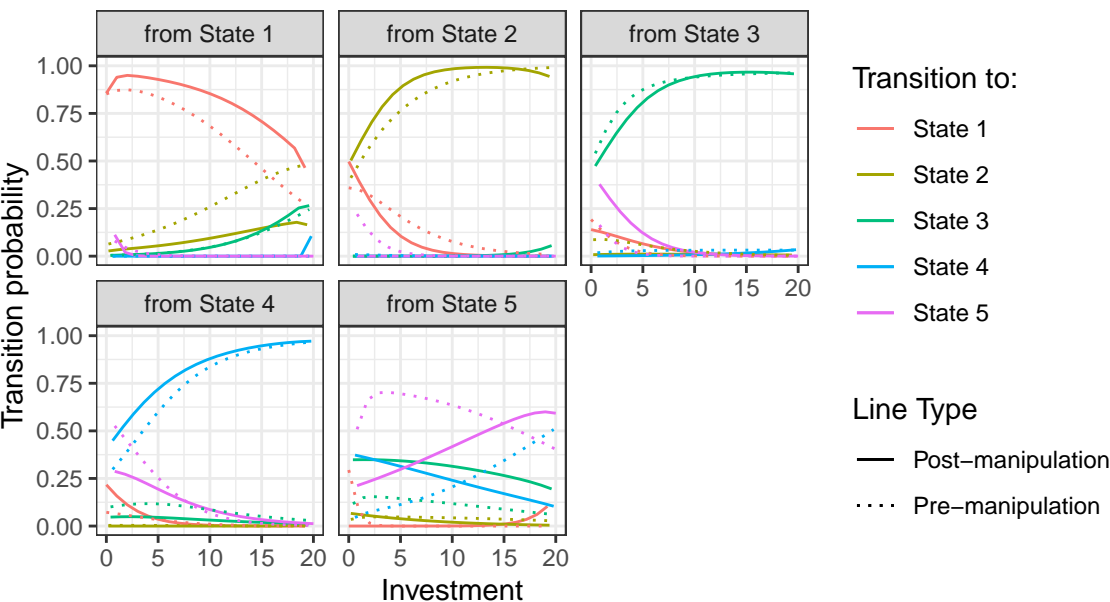 from State 1
from State 2
from State 3
1.00
0.75
0.50
0.25
0.00
0 5 10 15 20
from State 4
from State 5
1.00
0.75
0.50
0.25
0.00
0 5 10 15 20
0 5 10 15 20
Transition probability
Investment
Transition to:
State 1
State 2
State 3
State 4
State 5
Line Type
Post−manipulation
Pre−manipulation